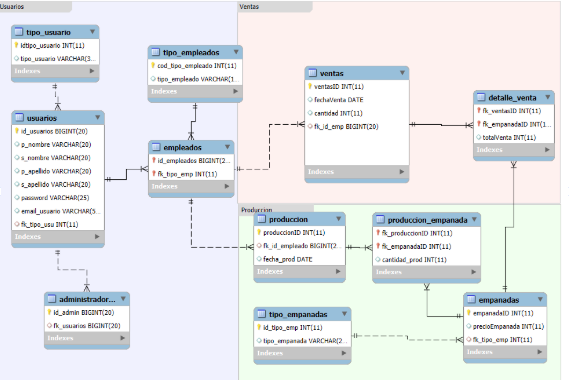 Usuarios
tipo_usuario
idtipo_usuario INT(11)
tipo_usuario VARCHAR(3...
Indexes
usuarios
id_usuarios BIGINT(20)
p_nombre VARCHAR(20)
s_nombre VARCHAR(20)
p_apellido VARCHAR(20)
s_apellido VARCHAR(20)
password VARCHAR(25)
email_usuario VARCHAR(5...
fk_tipo_usu INT(11)
Indexes
administrador...
id_admin BIGINT(20)
fk_usuarios BIGINT(20)
Indexes
tipo_empleados
cod_tipo_empleado INT(11)
tipo_empleado VARCHAR(1...
Indexes
empleados
id_empleados BIGINT(2...
fk_tipo_emp INT(11)
Indexes
Ventas
ventas
ventasID INT(11)
fechaVenta DATE
cantidad INT(11)
fk_id_emp BIGINT(20)
Indexes
detalle_venta
fk_ventasID INT(11)
fk_empanadaID INT(1...
totalVenta INT(11)
Indexes
Produccion
produccion
produccionID INT(11)
fk_id_empleado BIGINT(2...
fecha_prod DATE
Indexes
produccion_empanada
fk_produccionID INT(11)
fk_empanadaID INT(11)
cantidad_prod INT(11)
Indexes
tipo_empanadas
id_tipo_emp INT(11)
tipo_empanada VARCHAR(2...
Indexes
empanadas
empanadaID INT(11)
precioEmpanada INT(11)
fk_tipo_emp INT(11)
Indexes